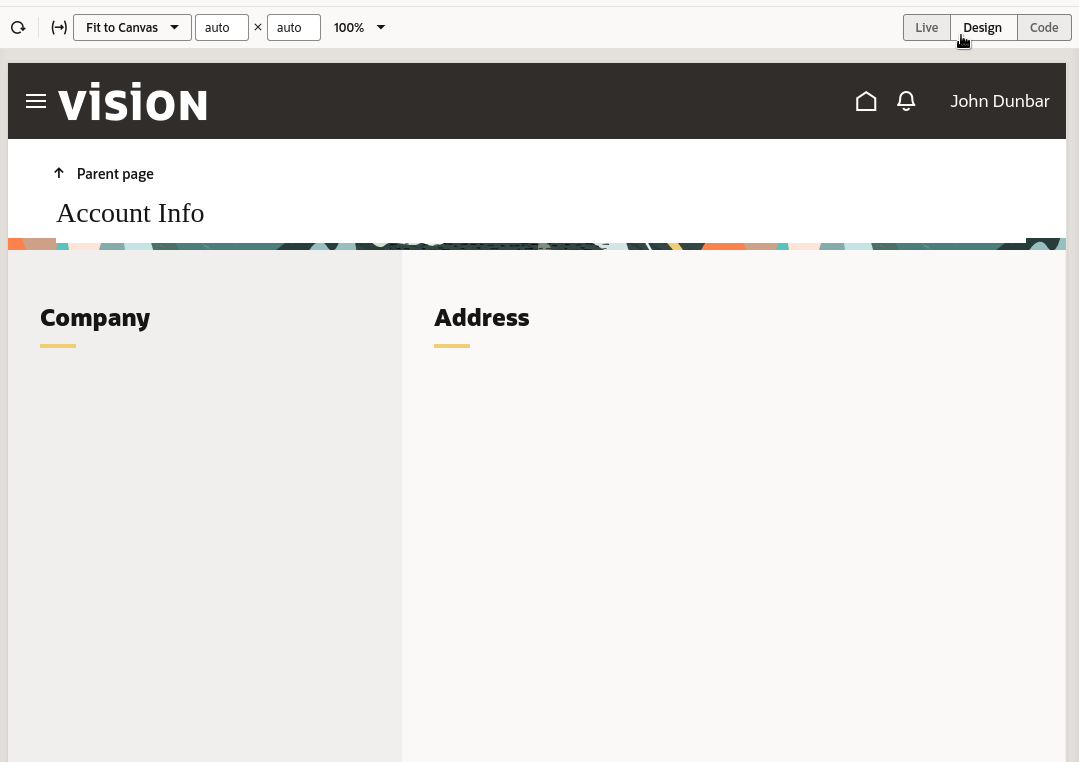 Fit to Canvas auto × auto 100% Live Design Code
VISION John Dunbar
Parent page
Account Info
Company Address